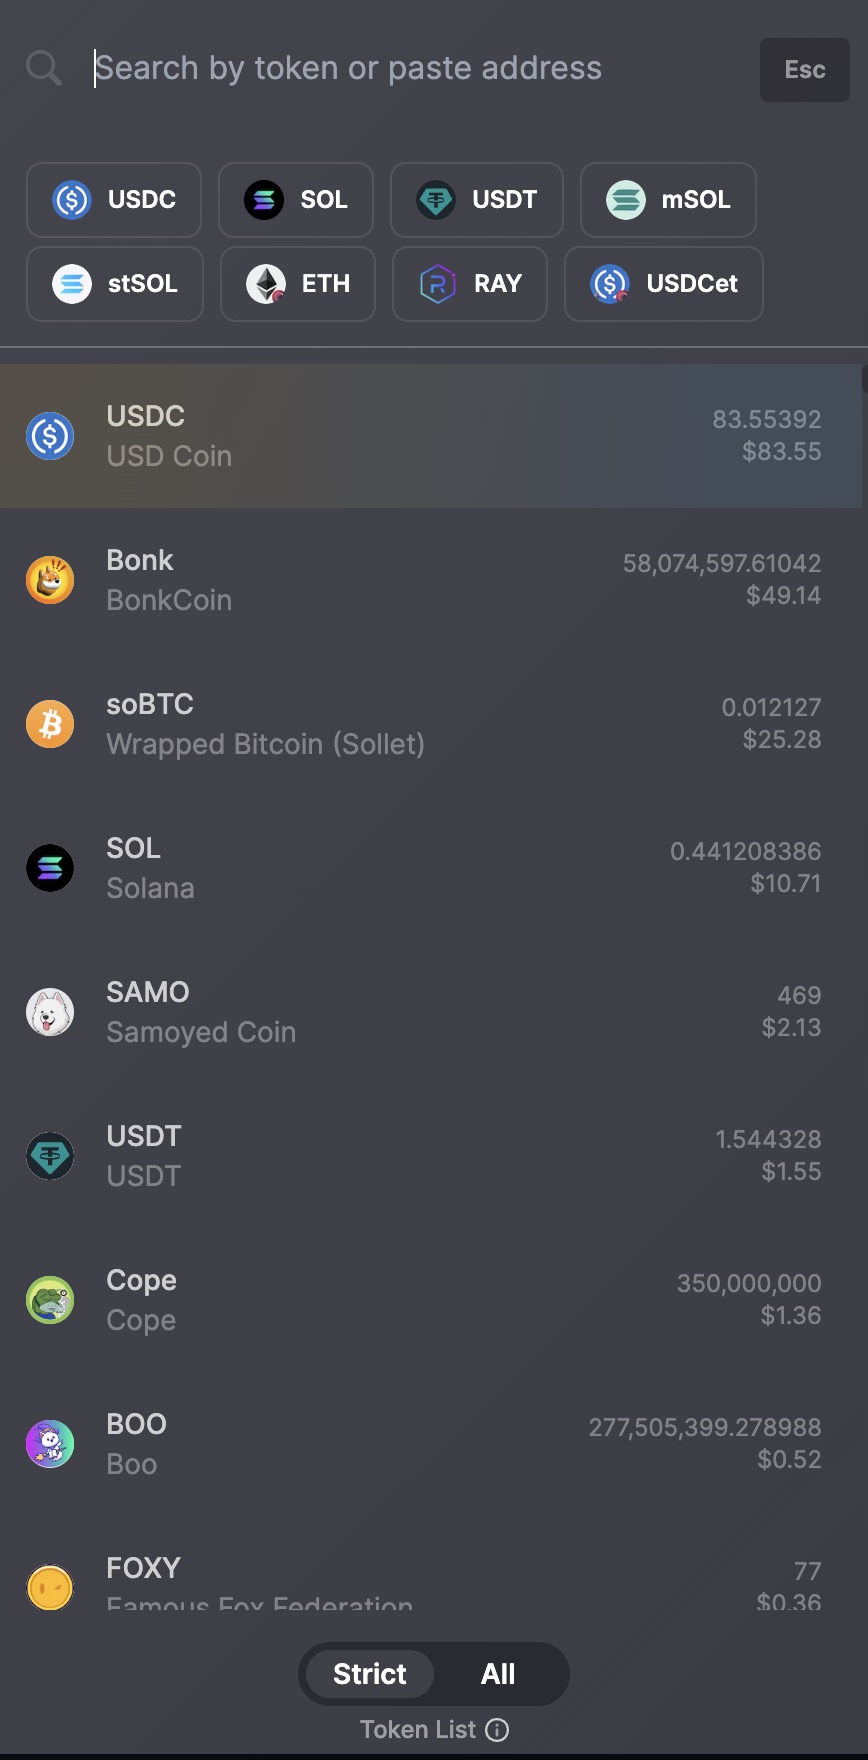 Search by token or paste address
Esc
USDC
SOL
USDT
mSOL
stSOL
ETH
RAY
USDCet
USDC
83.55392
USD Coin
$83.55
Bonk
58,074,597.61042
BonkCoin
$49.14
soBTC
0.012127
Wrapped Bitcoin (Sollet)
$25.28
SOL
0.441208386
Solana
$10.71
SAMO
469
Samoyed Coin
$2.13
USDT
1.544328
USDT
$1.55
Cope
350,000,000
Cope
$1.36
BOO
277,505,399.278988
Boo
$0.52
FOXY
77
Famous Fox Federation
$0.36
Strict
All
Token List